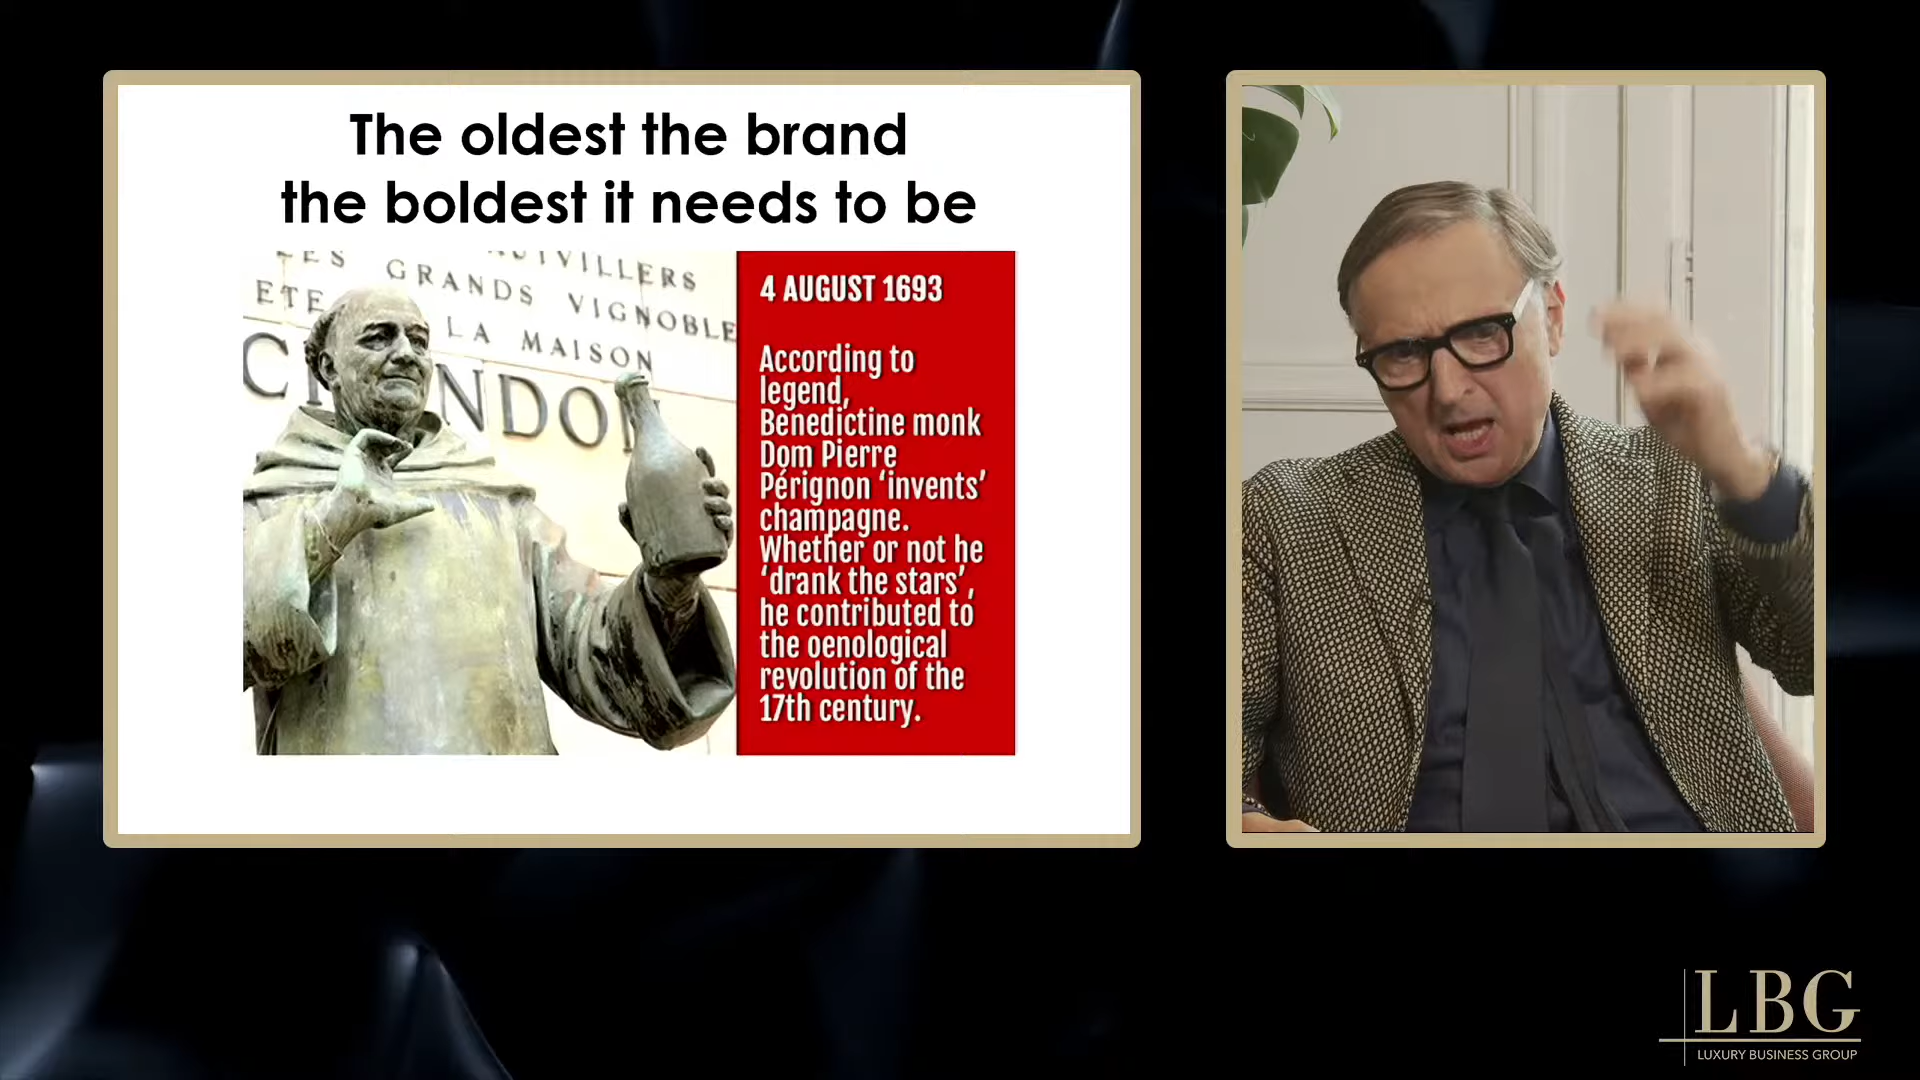 The oldest the brand
the boldest it needs to be
LES GRANDS VIGNOBLE
LA MAISON
4 AUGUST 1693
According to
legend,
Benedictine monk
Dom Pierre
Pérignon ‘invents’
champagne.
Whether or not he
‘drank the stars’,
he contributed to
the oenological
revolution of the
17th century.
LBG
LUXURY BUSINESS GROUP